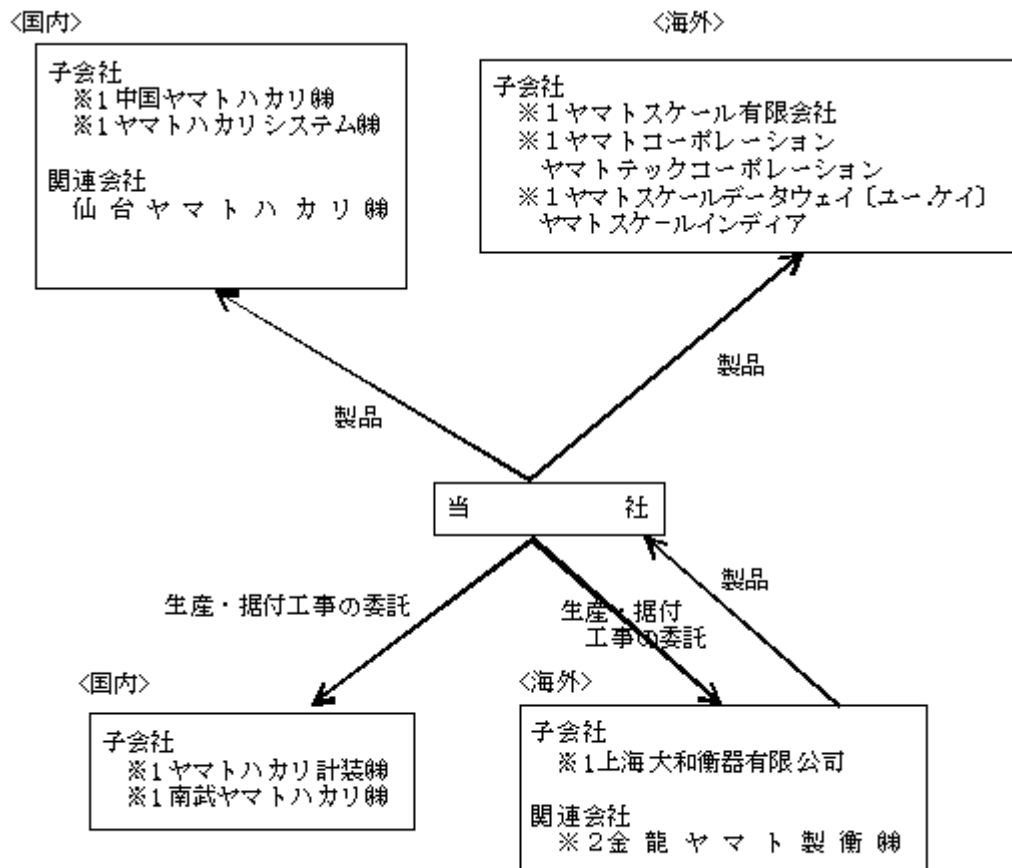 <国内>
子会社
※1中国ヤマトハカリ㈱
※1ヤマトハカリシステム㈱
関連会社
仙台ヤマトハカリ㈱
<海外>
子会社
※1ヤマトスケール有限会社
※1ヤマトコーポレーション
ヤマトテックコーポレーション
※1ヤマトスケールデータウェイ〔ユー.ケイ〕
ヤマトスケールインディア
製品
製品
当社
製品
生産・据付工事の委託
生産・据付
工事の委託
<国内>
子会社
※1ヤマトハカリ計装㈱
※1南武ヤマトハカリ㈱
<海外>
子会社
※1上海大和衡器有限公司
関連会社
※2金龍ヤマト製衡㈱